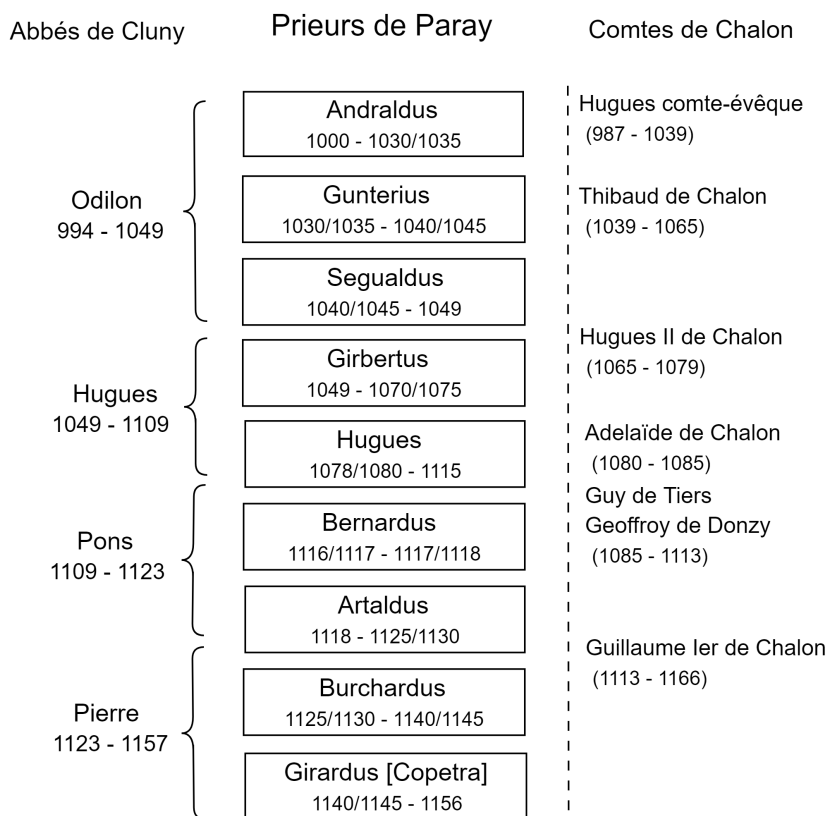 Abbés de Cluny
Prieurs de Paray
Comtes de Chalon
Odilon
994 - 1049
Hugues
1049 - 1109
Pons
1109 - 1123
Pierre
1123 - 1157
Andraldus
1000 - 1030/1035
Gunterius
1030/1035 - 1040/1045
Segualdus
1040/1045 - 1049
Girbertus
1049 - 1070/1075
Hugues
1078/1080 - 1115
Bernardus
1116/1117 - 1117/1118
Artaldus
1118 - 1125/1130
Burchardus
1125/1130 - 1140/1145
Girardus [Copetra]
1140/1145 - 1156
Hugues comte-évêque
(987 - 1039)
Thibaud de Chalon
(1039 - 1065)
Hugues II de Chalon
(1065 - 1079)
Adelaïde de Chalon
(1080 - 1085)
Guy de Tiers
Geoffroy de Donzy
(1085 - 1113)
Guillaume Ier de Chalon
(1113 - 1166)